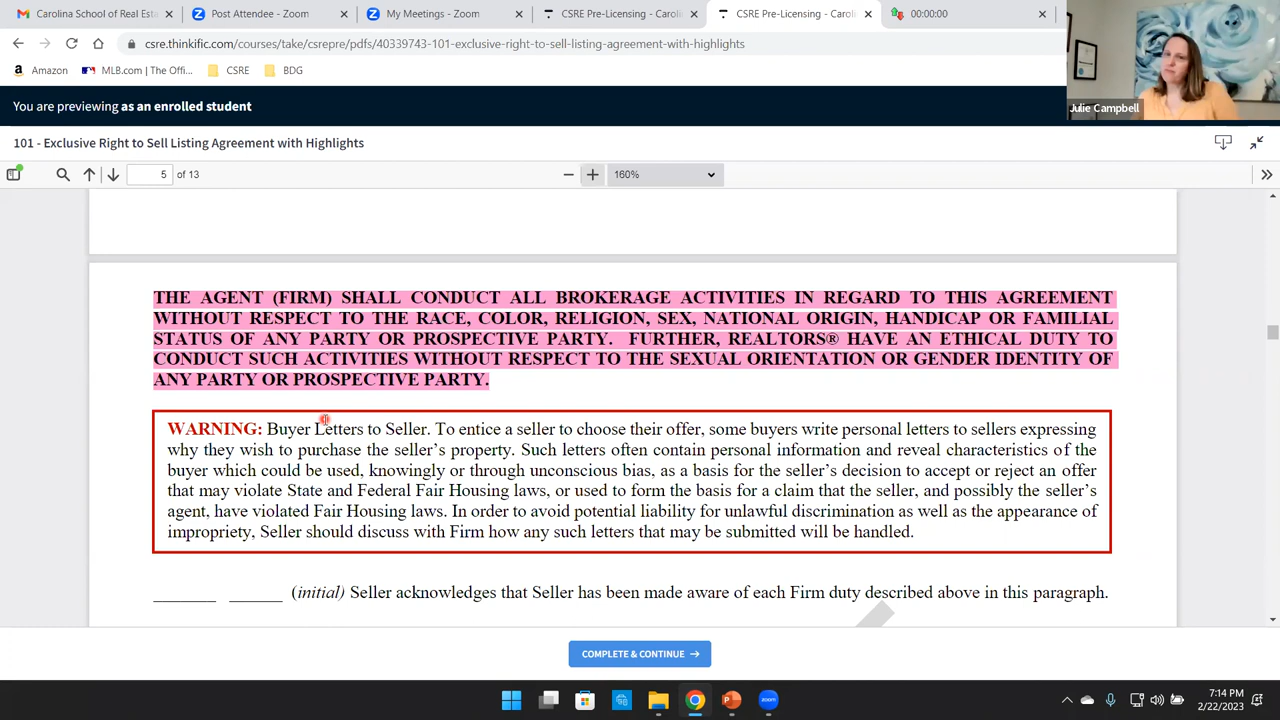 Carolina School of Real Esta
Post Attendee - Zoom
My Meetings - Zoom
CSRE Pre-Licensing - Caroli
CSRE Pre-Licensing - Caroli
00:00:00
csre.thinkific.com/courses/take/csrepre/pdfs/40339743-101-exclusive-right-to-sell-listing-agreement-with-highlights
Amazon
MLB.com | The Offi...
CSRE
BDG
Julie Campbell
You are previewing as an enrolled student
101 - Exclusive Right to Sell Listing Agreement with Highlights
5 of 13
160%
THE AGENT (FIRM) SHALL CONDUCT ALL BROKERAGE ACTIVITIES IN REGARD TO THIS AGREEMENT
WITHOUT RESPECT TO THE RACE, COLOR, RELIGION, SEX, NATIONAL ORIGIN, HANDICAP OR FAMILIAL
STATUS OF ANY PARTY OR PROSPECTIVE PARTY. FURTHER, REALTORS® HAVE AN ETHICAL DUTY TO
CONDUCT SUCH ACTIVITIES WITHOUT RESPECT TO THE SEXUAL ORIENTATION OR GENDER IDENTITY OF
ANY PARTY OR PROSPECTIVE PARTY.
WARNING: Buyer Letters to Seller. To entice a seller to choose their offer, some buyers write personal letters to sellers expressing
why they wish to purchase the seller's property. Such letters often contain personal information and reveal characteristics of the
buyer which could be used, knowingly or through unconscious bias, as a basis for the seller's decision to accept or reject an offer
that may violate State and Federal Fair Housing laws, or used to form the basis for a claim that the seller, and possibly the seller's
agent, have violated Fair Housing laws. In order to avoid potential liability for unlawful discrimination as well as the appearance of
impropriety, Seller should discuss with Firm how any such letters that may be submitted will be handled.
(initial) Seller acknowledges that Seller has been made aware of each Firm duty described above in this paragraph.
COMPLETE & CONTINUE →
zoom
7:14 PM
2/22/2023